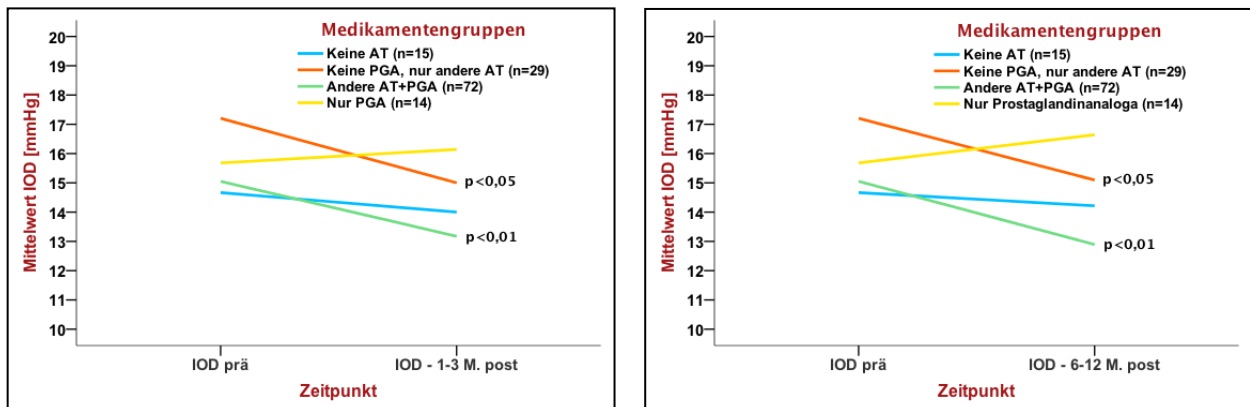 Medikamentengruppen
Keine AT (n=15)
Keine PGA, nur andere AT (n=29)
Andere AT+PGA (n=72)
Nur PGA (n=14)
Mittelwert IOD [mmHg]
20
19
18
17
16
15
14
13
12
11
10
p<0,05
p<0,01
IOD prä
IOD - 1-3 M. post
Zeitpunkt
Medikamentengruppen
Keine AT (n=15)
Keine PGA, nur andere AT (n=29)
Andere AT+PGA (n=72)
Nur Prostaglandinanaloga (n=14)
Mittelwert IOD [mmHg]
20
19
18
17
16
15
14
13
12
11
10
p<0,05
p<0,01
IOD prä
IOD - 6-12 M. post
Zeitpunkt